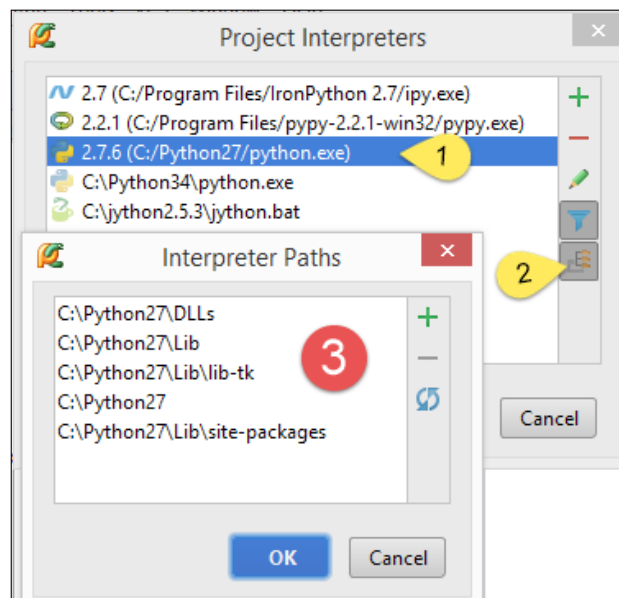 Project Interpreters
2.7 (C:/Program Files/IronPython 2.7/ipy.exe)
2.2.1 (C:/Program Files/pypy-2.2.1-win32/pypy.exe)
2.7.6 (C:/Python27/python.exe)
1
C:\Python34\python.exe
C:\jython2.5.3\jython.bat
2
Interpreter Paths
C:\Python27\DLLs
C:\Python27\Lib
C:\Python27\Lib\lib-tk
C:\Python27
C:\Python27\Lib\site-packages
3
Cancel
OK
Cancel